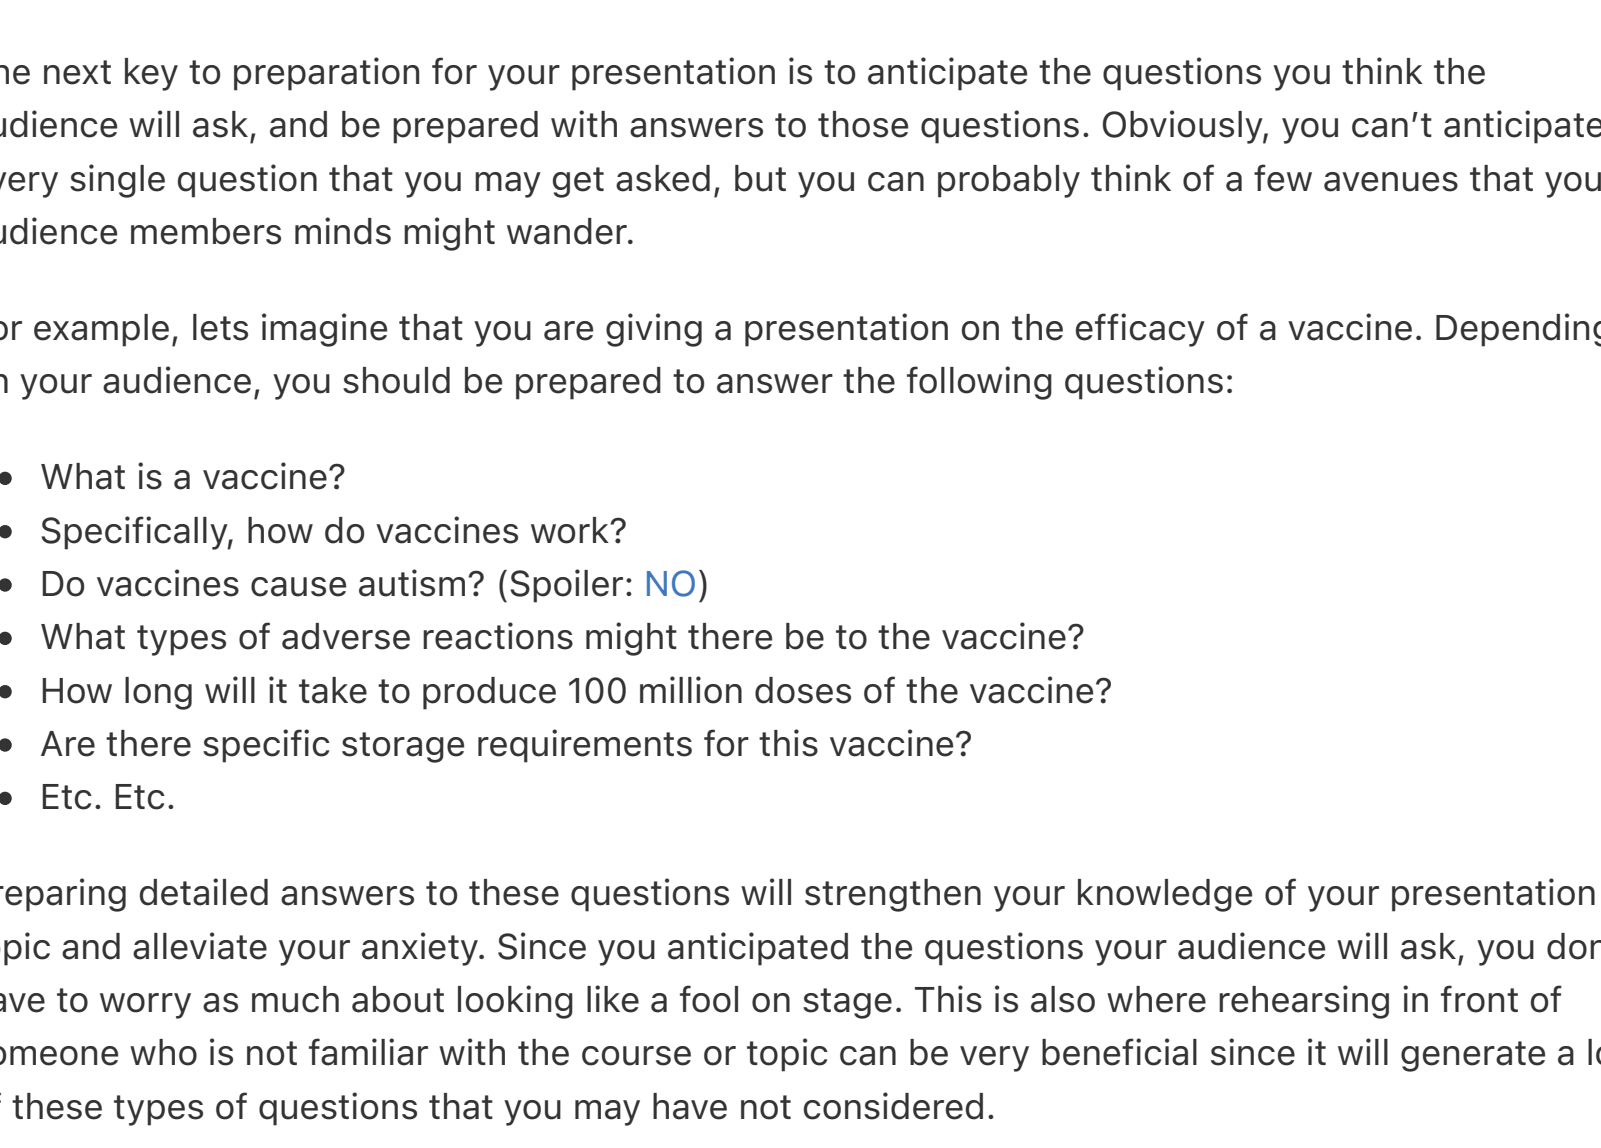 he next key to preparation for your presentation is to anticipate the questions you think the
udience will ask, and be prepared with answers to those questions. Obviously, you can’t anticipate
very single question that you may get asked, but you can probably think of a few avenues that you
udience members minds might wander.
or example, lets imagine that you are giving a presentation on the efficacy of a vaccine. Depending
n your audience, you should be prepared to answer the following questions:
• What is a vaccine?
• Specifically, how do vaccines work?
• Do vaccines cause autism? (Spoiler: NO)
• What types of adverse reactions might there be to the vaccine?
• How long will it take to produce 100 million doses of the vaccine?
• Are there specific storage requirements for this vaccine?
• Etc. Etc.
reparing detailed answers to these questions will strengthen your knowledge of your presentation
opic and alleviate your anxiety. Since you anticipated the questions your audience will ask, you don
ave to worry as much about looking like a fool on stage. This is also where rehearsing in front of
omeone who is not familiar with the course or topic can be very beneficial since it will generate a lo
f these types of questions that you may have not considered.